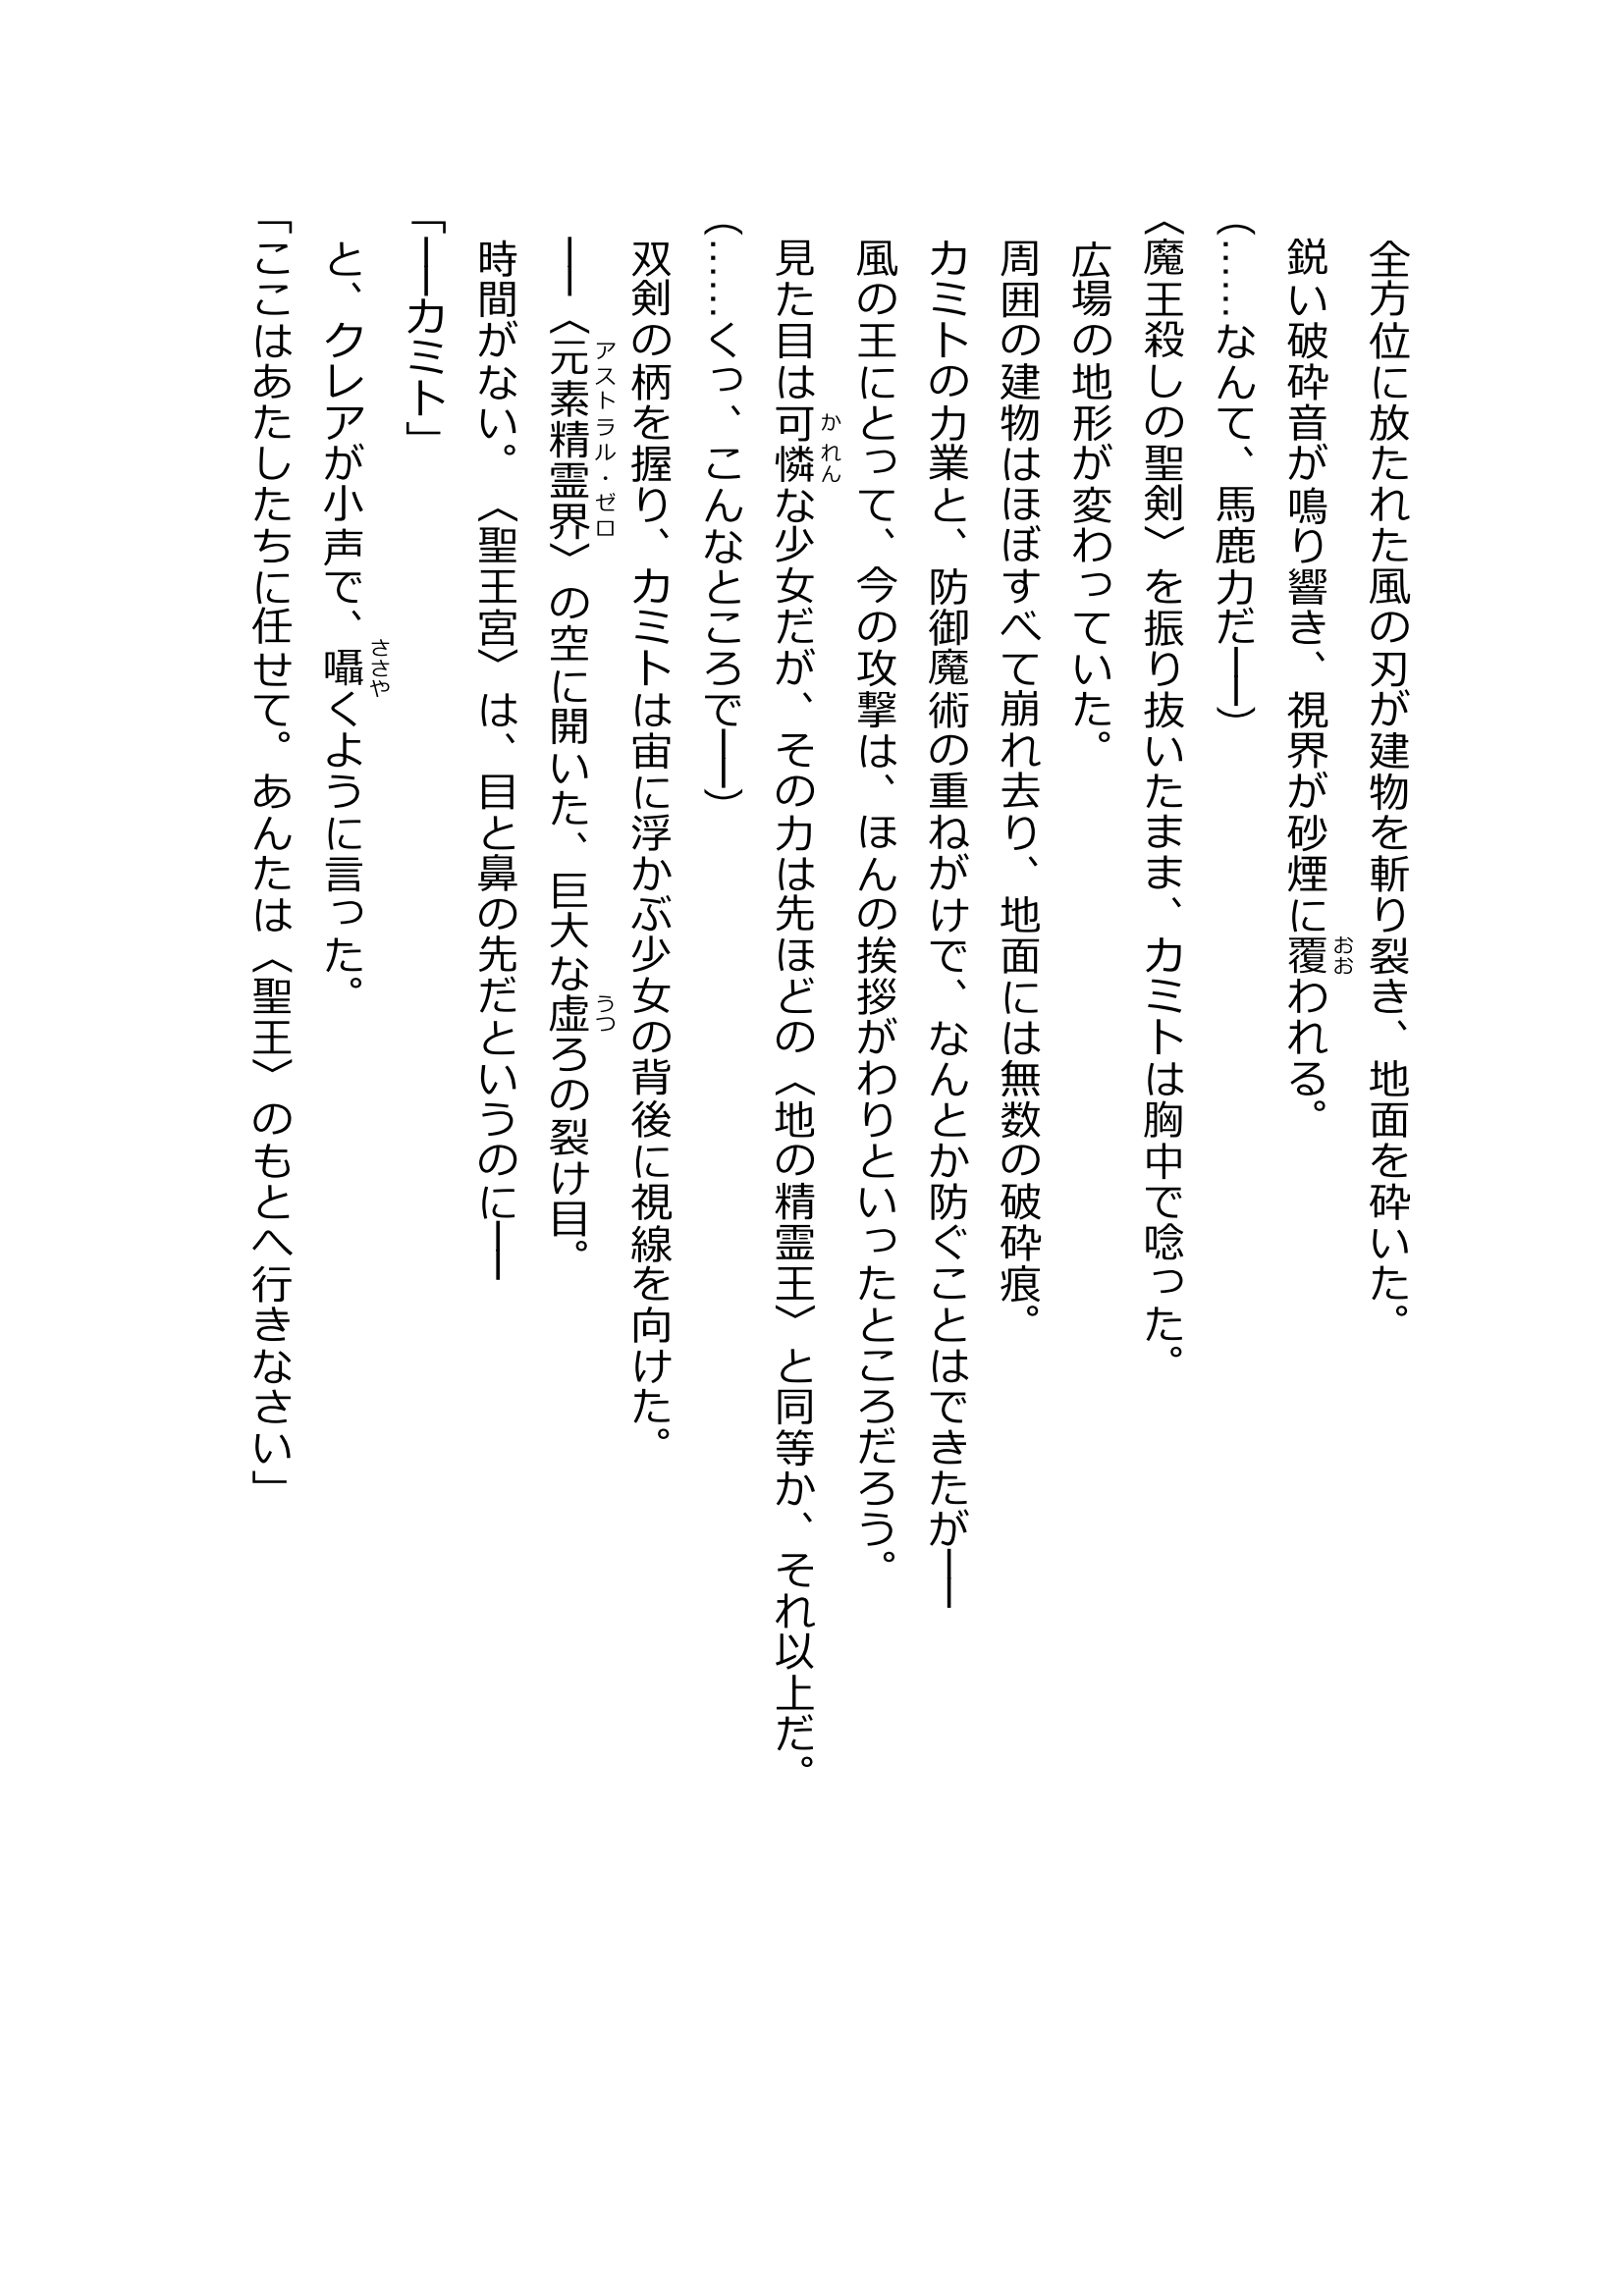 全方位に放たれた風の刃が建物を斬り裂き、地面を砕いた。
鋭い破砕音が鳴り響き、視界が砂煙に覆われる。
(……なんて、馬鹿力だ――)
〈魔王殺しの聖剣〉を振り抜いたまま、カミトは胸中で唸った。
広場の地形が変わっていた。
周囲の建物はほぼすべて崩れ去り、地面には無数の破砕痕。
カミトの力業と、防御魔術の重ねがけで、なんとか防ぐことはできたが――
風の王にとって、今の攻撃は、ほんの挨拶がわりといったところだろう。
見た目は可憐な少女だが、その力は先ほどの〈地の精霊王〉と同等か、それ以上だ。
(……くっ、こんなところで――)
双剣の柄を握り、カミトは宙に浮かぶ少女の背後に視線を向けた。
――〈元素精霊界〉の空に開いた、巨大な虚ろの裂け目。
時間がない。〈聖王宮〉は、目と鼻の先だというのに――
「――カミト」
と、クレアが小声で、囁くように言った。
「ここはあたしたちに任せて。あんたは〈聖王〉のもとへ行きなさい」